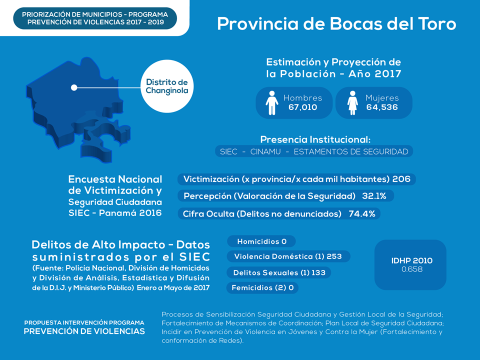 PRIORIZACIÓN DE MUNICIPIOS - PROGRAMA
PREVENCIÓN DE VIOLENCIAS 2017 - 2019
Provincia de Bocas del Toro
Distrito de
Changinola
Estimación y Proyección de
la Población - Año 2017
Hombres
67,010
Mujeres
64,536
Presencia Institucional:
SIEC - CINAMU - ESTAMENTOS DE SEGURIDAD
Encuesta Nacional
de Victimización y
Seguridad Ciudadana
SIEC - Panamá 2016
Victimización (x provincia/x cada mil habitantes) 206
Percepción (Valoración de la Seguridad) 32.1%
Cifra Oculta (Delitos no denunciados) 74.4%
Delitos de Alto Impacto - Datos
suministrados por el SIEC
(Fuente: Policía Nacional, División de Homicidios
y División de Análisis, Estadística y Difusión
de la D.I.J. y Ministerio Público) Enero a Mayo de 2017
Homicidios 0
Violencia Doméstica (1) 253
Delitos Sexuales (1) 133
Femicidios (2) 0
IDHP 2010
0.658
PROPUESTA INTERVENCIÓN PROGRAMA
PREVENCIÓN DE VIOLENCIAS
Procesos de Sensibilización Seguridad Ciudadana y Gestión Local de la Seguridad;
Fortalecimiento de Mecanismos de Coordinación; Plan Local de Seguridad Ciudadana;
Incidir en Prevención de Violencia en Jóvenes y Contra la Mujer (Fortalecimiento y
conformación de Redes).